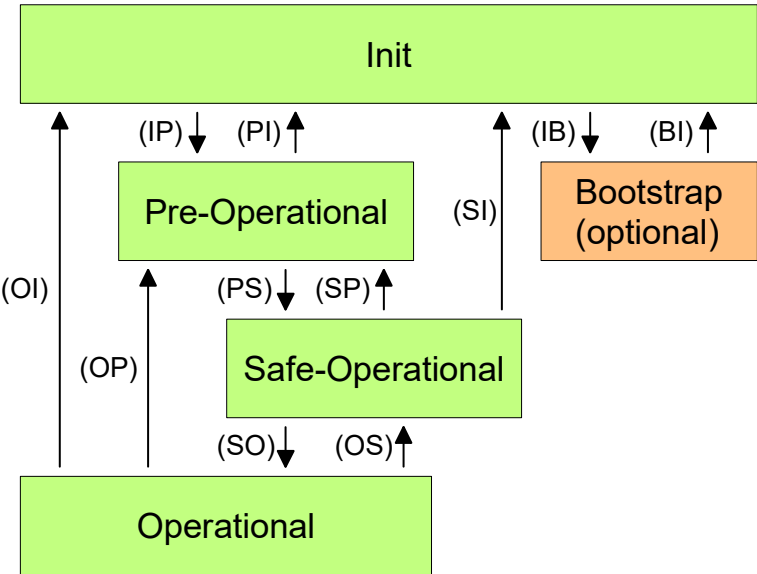 Init
(IP)
(PI)
(IB)
(BI)
Pre-Operational
(SI)
Bootstrap
(optional)
(OI)
(PS)
(SP)
(OP)
Safe-Operational
(SO)
(OS)
Operational